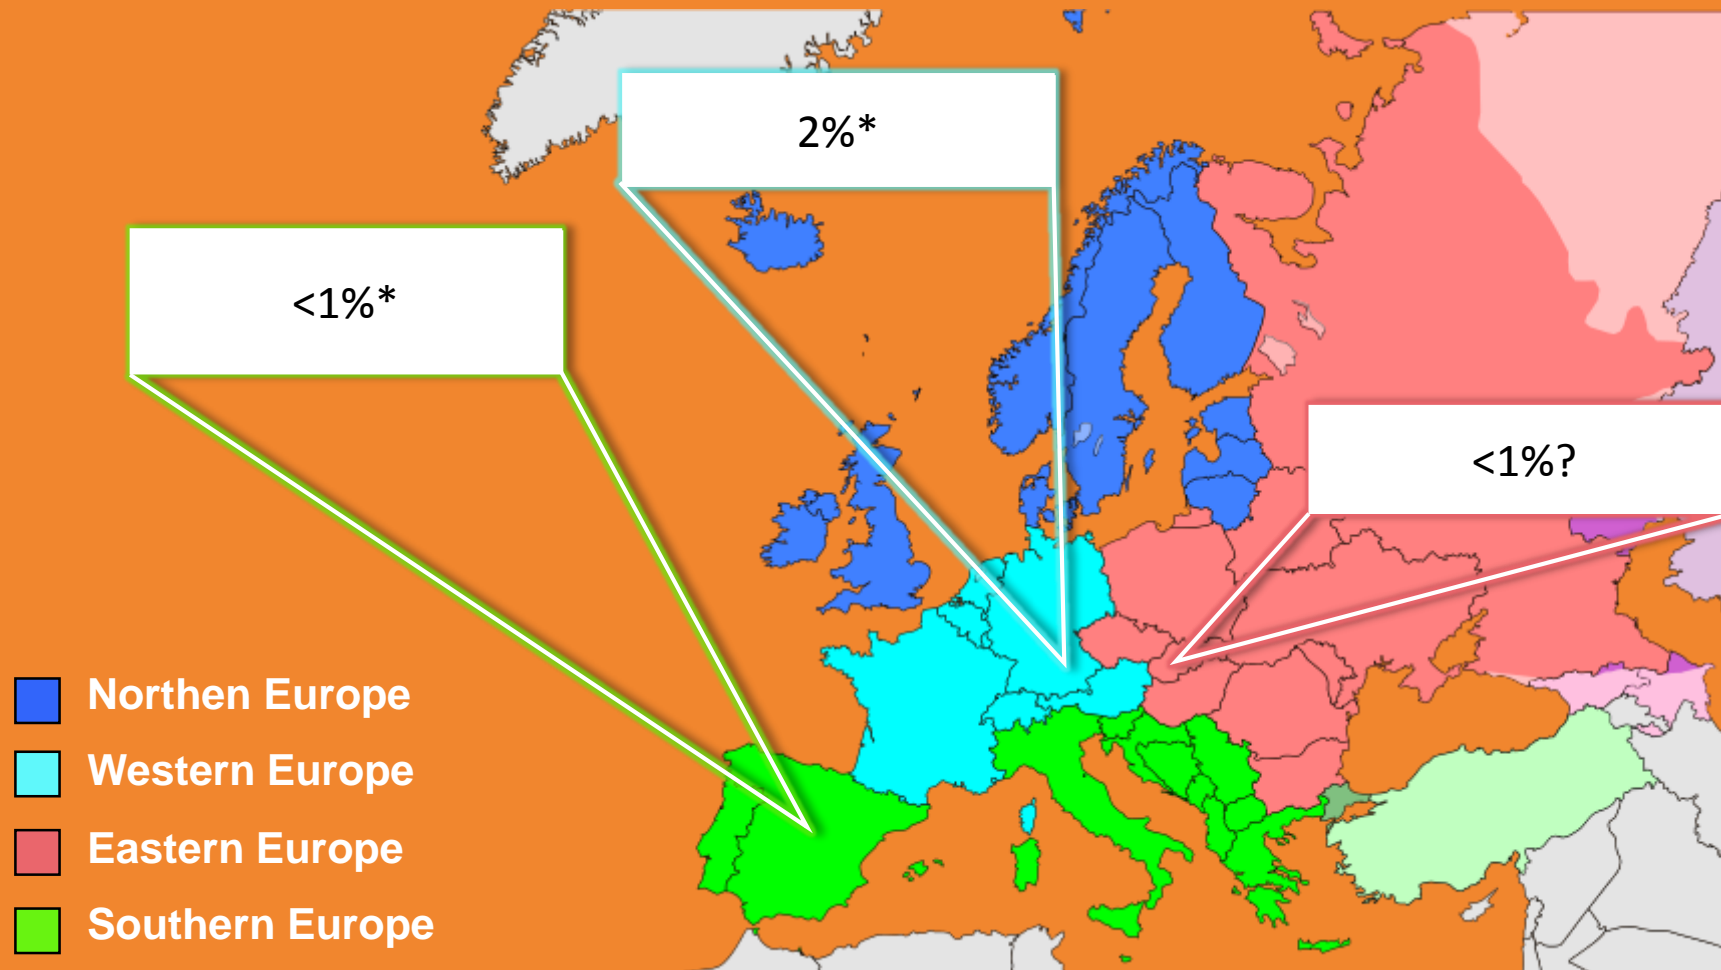 2%*
<1%*
<1%?
Northen Europe
Western Europe
Eastern Europe
Southern Europe